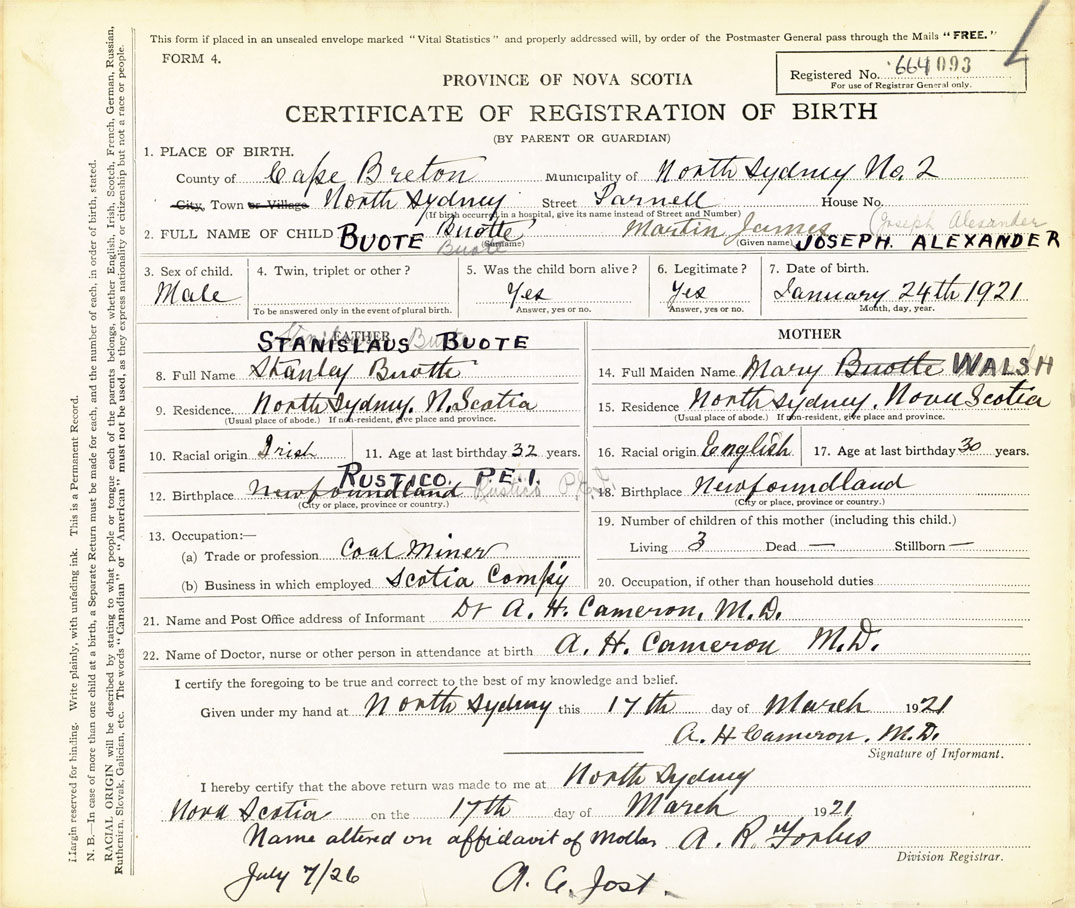 This form if placed in an unsealed envelope marked "Vital Statistics" and properly addressed will, by order of the Postmaster General pass through the Mails "FREE."
FORM 4.
Registered No. 664093
For use of Registrar General only.
PROVINCE OF NOVA SCOTIA
CERTIFICATE OF REGISTRATION OF BIRTH
(BY PARENT OR GUARDIAN)
1. PLACE OF BIRTH.
County of Cape Breton Municipality of North Sydney No. 2
City, Town or Village North Sydney Street Parnell House No.
(If birth occurred in a hospital, give its name instead of Street and Number)
2. FULL NAME OF CHILD BUOTÉ Buotte Martin James (Joseph Alexander
Buote (Surname) (Given name) JOSEPH. ALEXANDER
3. Sex of child. 4. Twin, triplet or other? 5. Was the child born alive? 6. Legitimate? 7. Date of birth.
Male Yes Yes January 24th 1921
To be answered only in the event of plural birth. Answer, yes or no. Answer, yes or no. Month, day, year.
FATHER Buote
STANISLAUS BUOTE
8. Full Name Stanley Buotte
9. Residence. North Sydney. N. Scotia
(Usual place of abode.) If non-resident, give place and province.
10. Racial origin Irish 11. Age at last birthday 32 years.
RUSTICO. P.E.I.
12. Birthplace Newfoundland Rustico P.E.I.
(City or place, province or country.)
13. Occupation:—
(a) Trade or profession Coal Miner
(b) Business in which employed Scotia Comp'y
MOTHER
14. Full Maiden Name Mary Buotte WALSH
15. Residence North Sydney. Nova Scotia
(Usual place of abode.) If non-resident, give place and province.
16. Racial origin English 17. Age at last birthday 30 years.
18. Birthplace Newfoundland
(City or place, province or country.)
19. Number of children of this mother (including this child.)
Living 3 Dead — Stillborn —
20. Occupation, if other than household duties
21. Name and Post Office address of Informant Dr A. H. Cameron, M.D.
22. Name of Doctor, nurse or other person in attendance at birth A. H. Cameron M.D.
I certify the foregoing to be true and correct to the best of my knowledge and belief.
Given under my hand at North Sydney this 17th day of March 1921
A. H Cameron. M.D.
Signature of Informant.
I hereby certify that the above return was made to me at North Sydney
Nova Scotia on the 17th day of March 1921
Name altered on affidavit of Mother A. R. Forbes
Division Registrar.
July 7/26 A. C. Jost.
Margin reserved for binding. Write plainly, with unfading ink. This is a Permanent Record.
N. B.—In case of more than one child at a birth, a Separate Return must be made for each, and the number of each, in order of birth, stated.
RACIAL ORIGIN will be described by stating to what people or tongue each of the parents belongs, whether English, Irish, Scotch, French, German, Russian,
Ruthenian, Slovak, Galician, etc. The words "Canadian" or "American" must not be used, as they express nationality or citizenship but not a race or people.